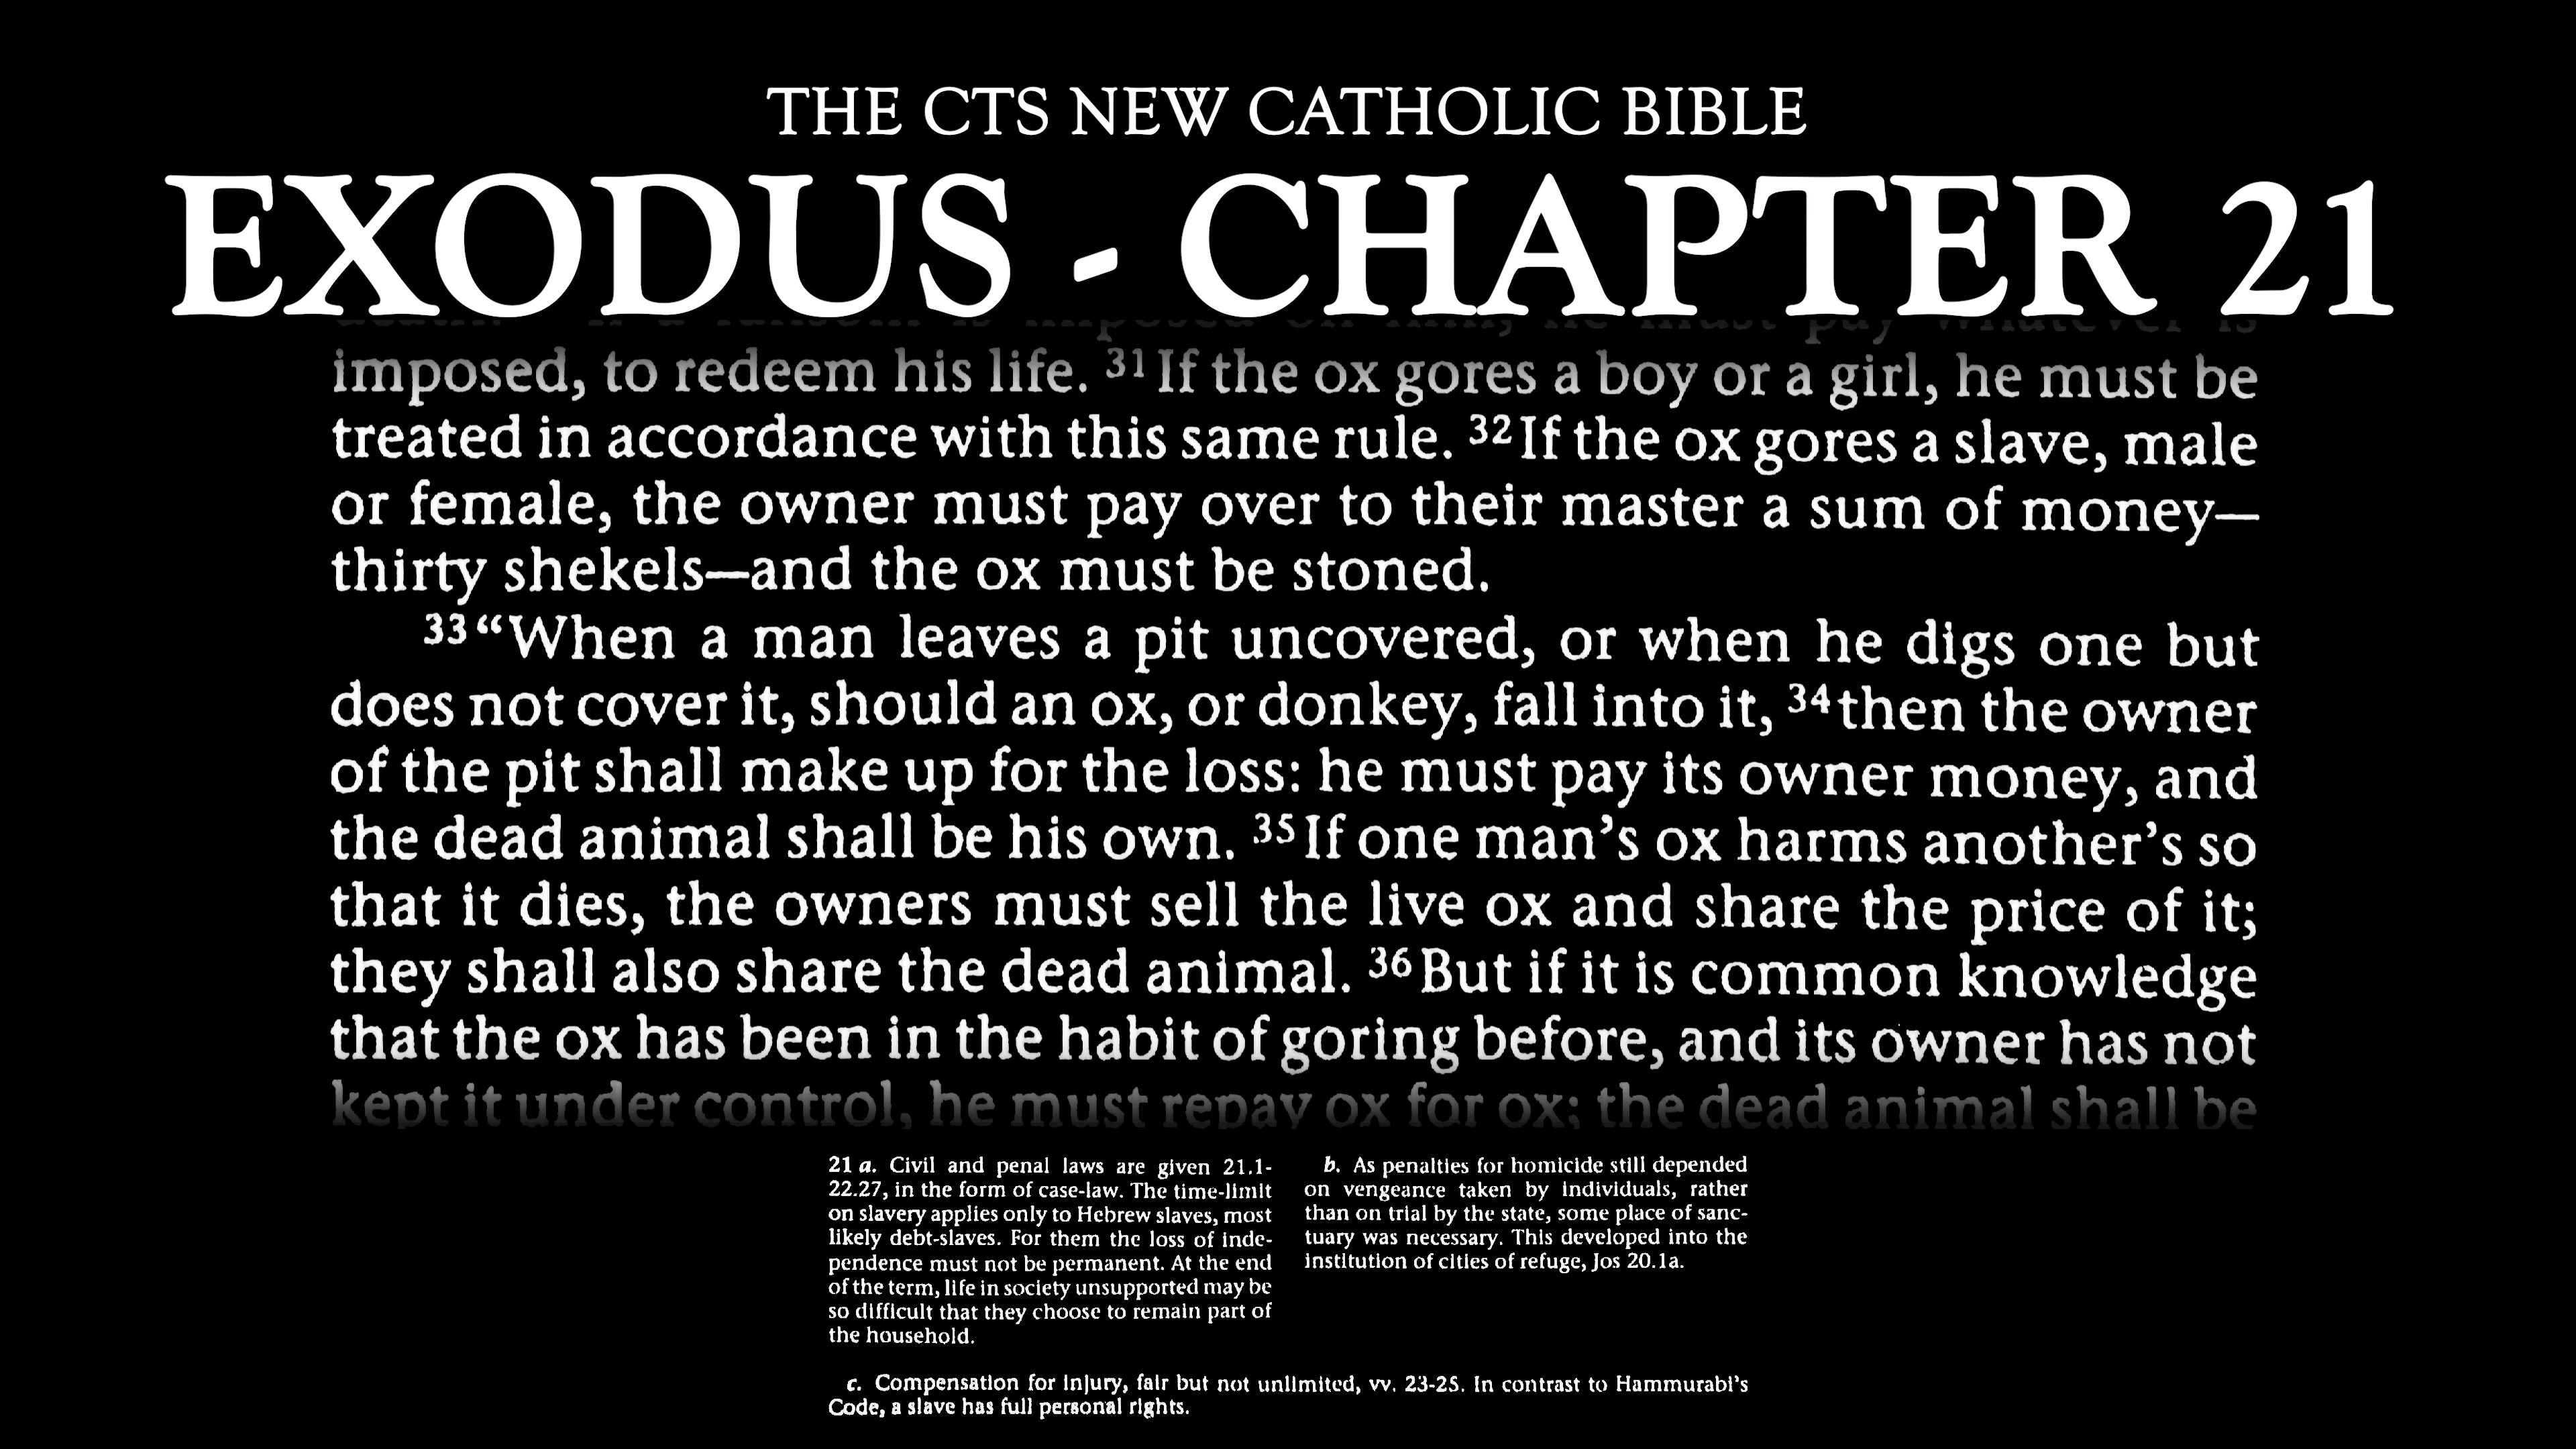 THE CTS NEW CATHOLIC BIBLE
EXODUS - CHAPTER 21
imposed, to redeem his life. 31 If the ox gores a boy or a girl, he must be
treated in accordance with this same rule. 32 If the ox gores a slave, male
or female, the owner must pay over to their master a sum of money—
thirty shekels—and the ox must be stoned.
33 “When a man leaves a pit uncovered, or when he digs one but
does not cover it, should an ox, or donkey, fall into it, 34 then the owner
of the pit shall make up for the loss: he must pay its owner money, and
the dead animal shall be his own. 35 If one man’s ox harms another’s so
that it dies, the owners must sell the live ox and share the price of it;
they shall also share the dead animal. 36 But if it is common knowledge
that the ox has been in the habit of goring before, and its owner has not
kept it under control, he must repay ox for ox; the dead animal shall be
21 a. Civil and penal laws are given 21.1-
22.27, in the form of case-law. The time-limit
on slavery applies only to Hebrew slaves, most
likely debt-slaves. For them the loss of inde-
pendence must not be permanent. At the end
of the term, life in society unsupported may be
so difficult that they choose to remain part of
the household.
b. As penalties for homicide still depended
on vengeance taken by individuals, rather
than on trial by the state, some place of sanc-
tuary was necessary. This developed into the
institution of cities of refuge, Jos 20.1a.
c. Compensation for injury, fair but not unlimited, vv. 23-25. In contrast to Hammurabi's
Code, a slave has full personal rights.